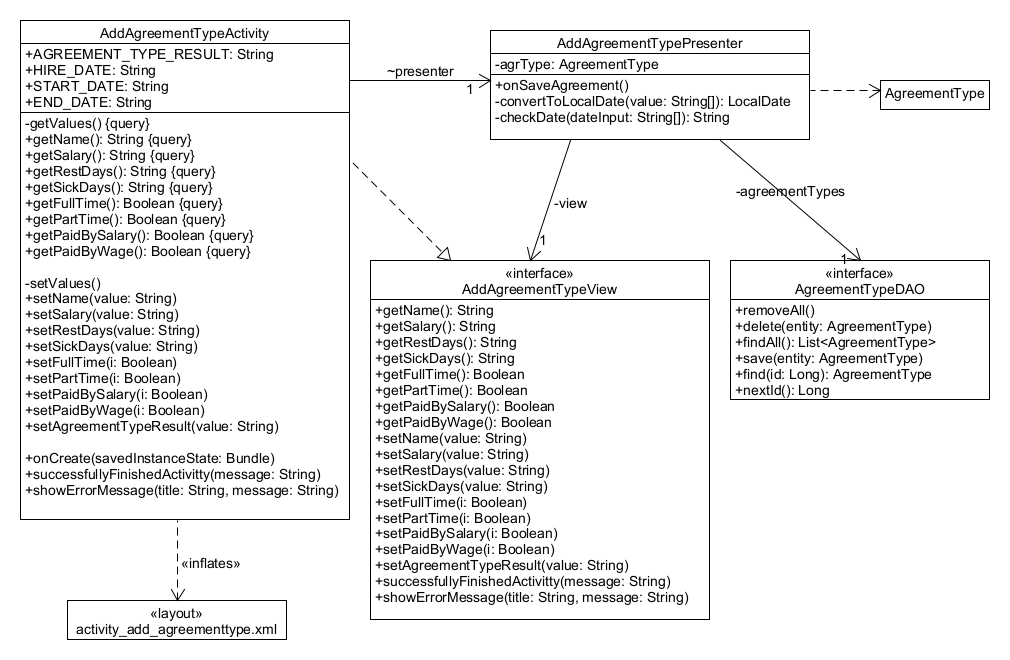 AddAgreementTypeActivity
+AGREEMENT_TYPE_RESULT: String
+HIRE_DATE: String
+START_DATE: String
+END_DATE: String
-getValues() {query}
+getName(): String {query}
+getSalary(): String {query}
+getRestDays(): String {query}
+getSickDays(): String {query}
+getFullTime(): Boolean {query}
+getPartTime(): Boolean {query}
+getPaidBySalary(): Boolean {query}
+getPaidByWage(): Boolean {query}
-setValues()
+setName(value: String)
+setSalary(value: String)
+setRestDays(value: String)
+setSickDays(value: String)
+setFullTime(i: Boolean)
+setPartTime(i: Boolean)
+setPaidBySalary(i: Boolean)
+setPaidByWage(i: Boolean)
+setAgreementTypeResult(value: String)
+onCreate(savedInstanceState: Bundle)
+successfullyFinishedActivitty(message: String)
+showErrorMessage(title: String, message: String)
~presenter
1
AddAgreementTypePresenter
-agrType: AgreementType
+onSaveAgreement()
-convertToLocalDate(value: String[]): LocalDate
-checkDate(dateInput: String[]): String
AgreementType
-view
1
-agreementTypes
1
«interface»
AddAgreementTypeView
+getName(): String
+getSalary(): String
+getRestDays(): String
+getSickDays(): String
+getFullTime(): Boolean
+getPartTime(): Boolean
+getPaidBySalary(): Boolean
+getPaidByWage(): Boolean
+setName(value: String)
+setSalary(value: String)
+setRestDays(value: String)
+setSickDays(value: String)
+setFullTime(i: Boolean)
+setPartTime(i: Boolean)
+setPaidBySalary(i: Boolean)
+setPaidByWage(i: Boolean)
+setAgreementTypeResult(value: String)
+successfullyFinishedActivitty(message: String)
+showErrorMessage(title: String, message: String)
«interface»
AgreementTypeDAO
+removeAll()
+delete(entity: AgreementType)
+findAll(): List<AgreementType>
+save(entity: AgreementType)
+find(id: Long): AgreementType
+nextId(): Long
«inflates»
«layout»
activity_add_agreementtype.xml